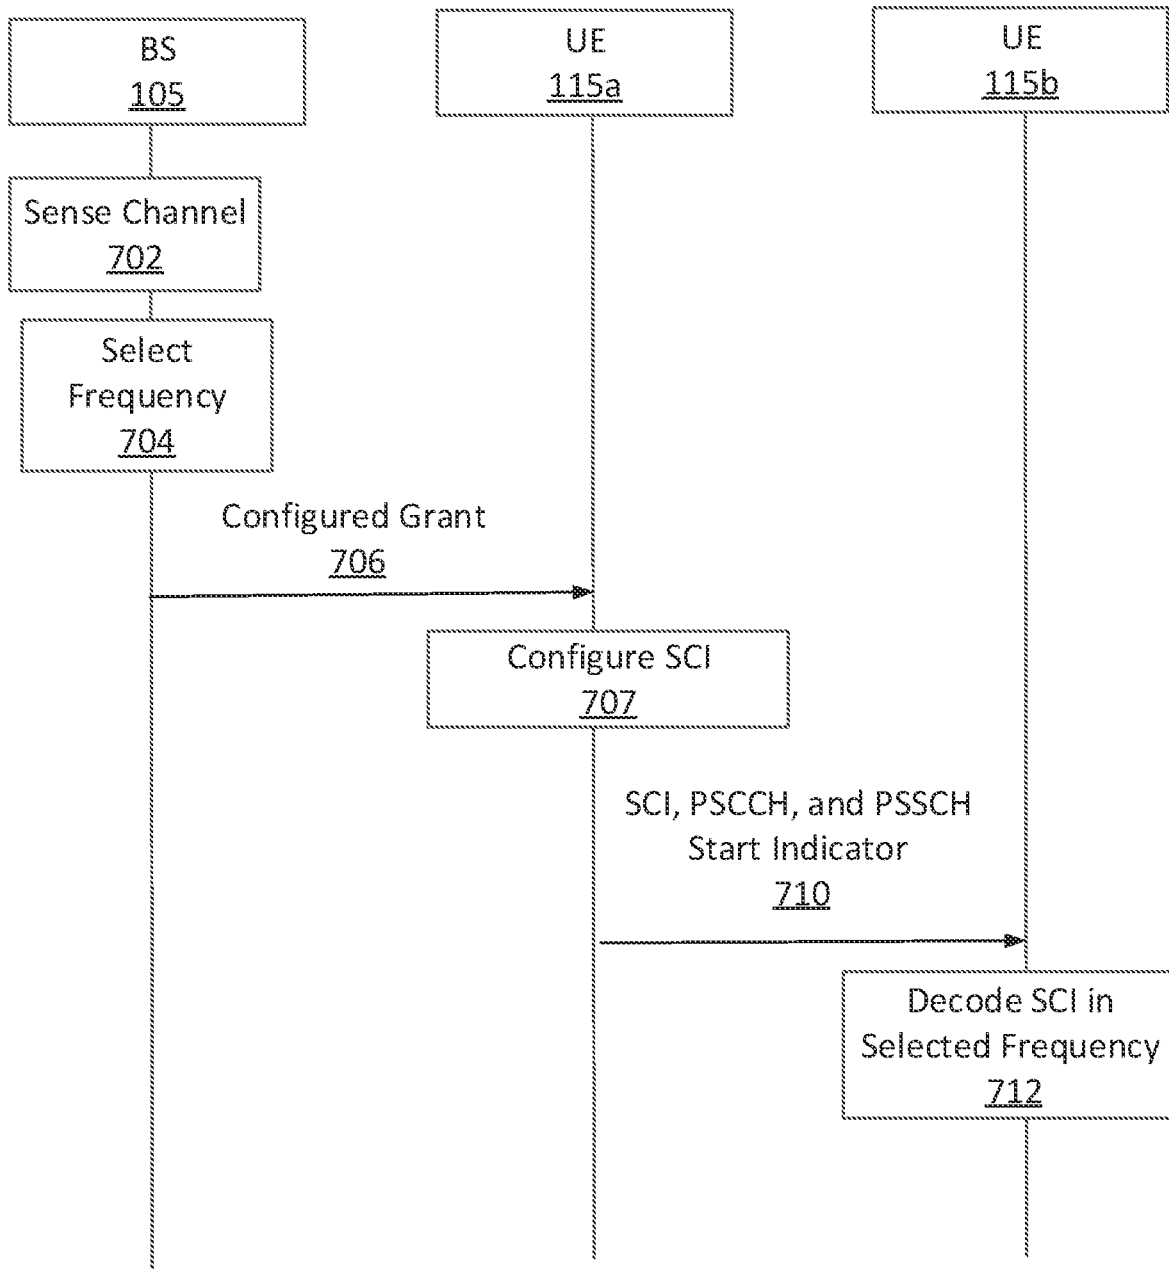 BS
105
UE
115a
UE
115b
Sense Channel
702
Select
Frequency
704
Configured Grant
706
Configure SCI
707
SCI, PSCCH, and PSSCH
Start Indicator
710
Decode SCI in
Selected Frequency
712